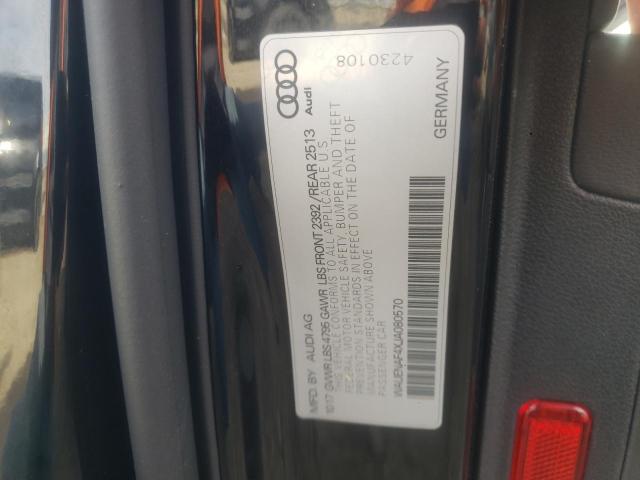 4230108
Audi
MFD. BY AUDI AG
10/17 GVWR LBS 4795 GAWR LBS FRONT 2392/REAR 2513
THIS VEHICLE CONFORMS TO ALL APPLICABLE U.S
FEDERAL MOTOR VEHICLE SAFETY, BUMPER AND THEFT
PREVENTION STANDARDS IN EFFECT ON THE DATE OF
MANUFACTURE SHOWN ABOVE
PASSENGER CAR
WAUENAF4XJA080570
GERMANY